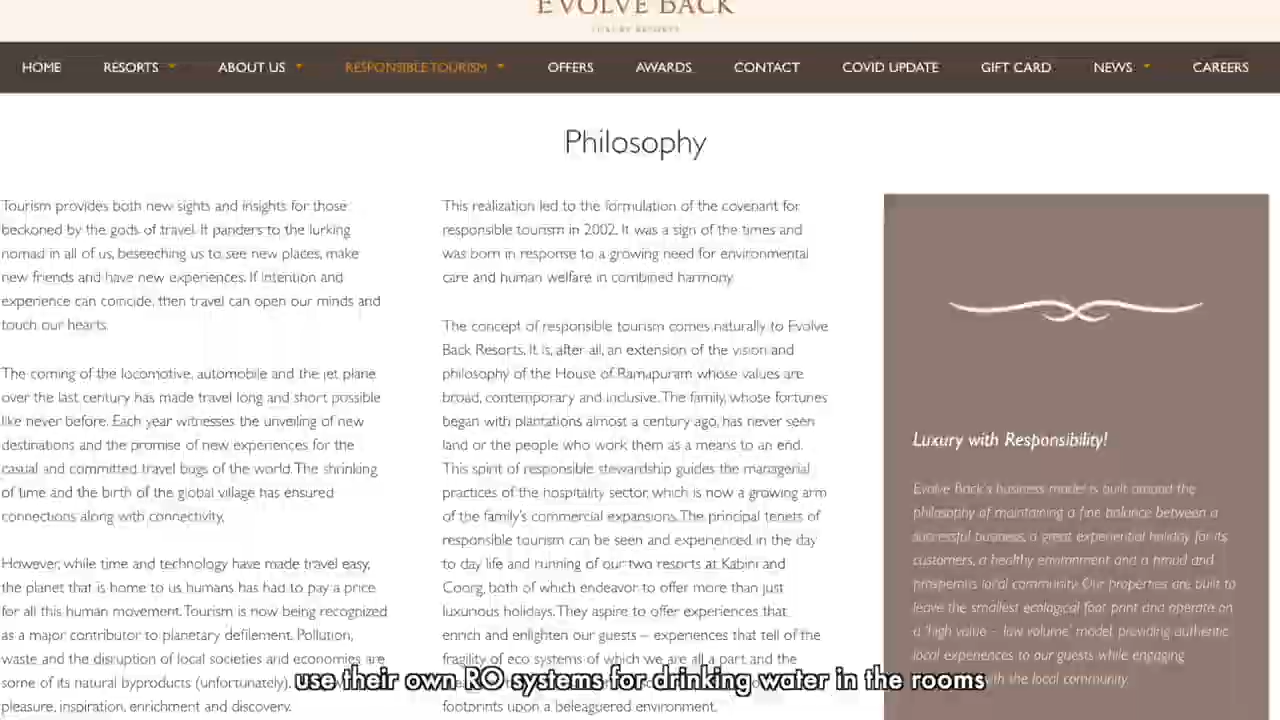 EVOLVE BACK
LUXURY RESORTS
HOME RESORTS ABOUT US RESPONSIBLE TOURISM OFFERS AWARDS CONTACT COVID UPDATE GIFT CARD NEWS CAREERS
Philosophy
Tourism provides both new sights and insights for those
beckoned by the gods of travel. It panders to the lurking
nomad in all of us, beseeching us to see new places, make
new friends and have new experiences. If intention and
experience can coincide, then travel can open our minds and
touch our hearts.
The coming of the locomotive, automobile and the jet plane
over the last century has made travel long and short possible
like never before. Each year witnesses the unveiling of new
destinations and the promise of new experiences for the
casual and committed travel bugs of the world. The shrinking
of time and the birth of the global village has ensured
connections along with connectivity.
However, while time and technology have made travel easy,
the planet that is home to us humans has had to pay a price
for all this human movement. Tourism is now being recognized
as a major contributor to planetary defilement. Pollution,
waste and the disruption of local societies and economies are
some of its natural byproducts (unfortunately).
pleasure, inspiration, enrichment and discovery.
This realization led to the formulation of the covenant for
responsible tourism in 2002. It was a sign of the times and
was born in response to a growing need for environmental
care and human welfare in combined harmony.
The concept of responsible tourism comes naturally to Evolve
Back Resorts. It is, after all, an extension of the vision and
philosophy of the House of Ramapuram whose values are
broad, contemporary and inclusive. The family, whose fortunes
began with plantations almost a century ago, has never seen
land or the people who work them as a means to an end.
This spirit of responsible stewardship guides the managerial
practices of the hospitality sector, which is now a growing arm
of the family's commercial expansions. The principal tenets of
responsible tourism can be seen and experienced in the day
to day life and running of our two resorts at Kabini and
Coorg, both of which endeavor to offer more than just
luxurious holidays. They aspire to offer experiences that
enrich and enlighten our guests – experiences that tell of the
fragility of eco systems of which we are all a part and the
footprints upon a beleaguered environment.
Luxury with Responsibility!
Evolve Back's business model is built around the
philosophy of maintaining a fine balance between a
successful business, a great experiential holiday for its
customers, a healthy environment and a proud and
prosperous local community. Our properties are built to
leave the smallest ecological foot print and operate on
a 'high value – low volume' model, providing authentic
local experiences to our guests while engaging
with the local community.
use their own RO systems for drinking water in the rooms